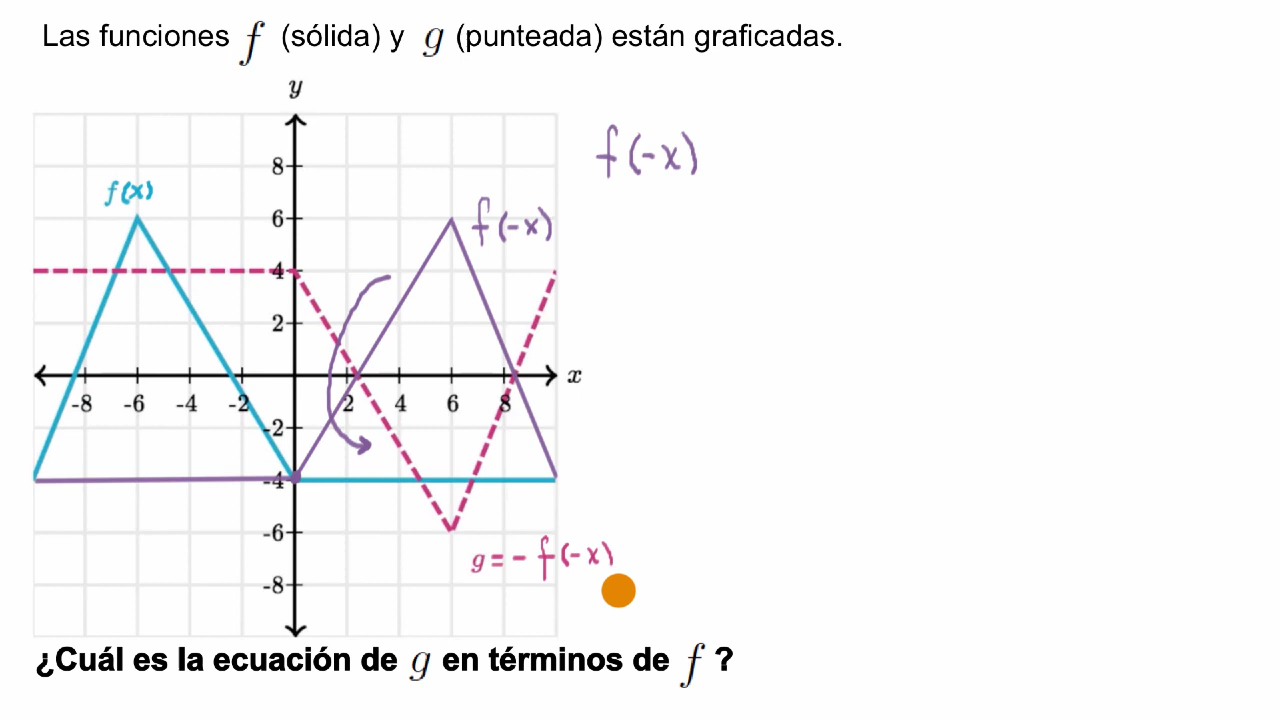 Las funciones f (sólida) y g (punteada) están graficadas.
y
f(-x)
8
f(x)
6
f(-x)
4
2
x
-8 -6 -4 -2 2 4 6 8
-2
-4
-6
g = - f(-x)
-8
¿Cuál es la ecuación de g en términos de f ?